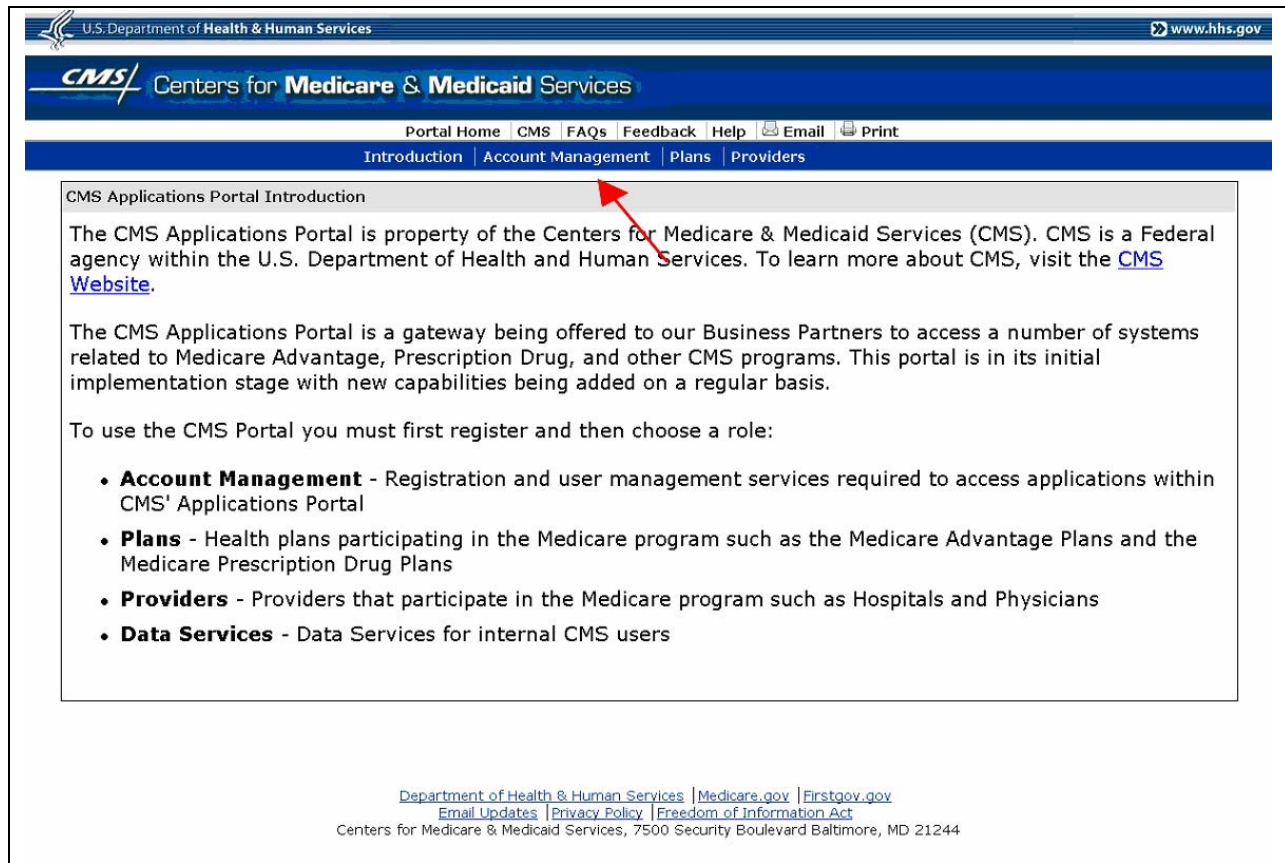 U.S. Department of Health & Human Services
www.hhs.gov
CMS Centers for Medicare & Medicaid Services
Portal Home CMS FAQs Feedback Help Email Print
Introduction Account Management Plans Providers
CMS Applications Portal Introduction
The CMS Applications Portal is property of the Centers for Medicare & Medicaid Services (CMS). CMS is a Federal
agency within the U.S. Department of Health and Human Services. To learn more about CMS, visit the CMS
Website.
The CMS Applications Portal is a gateway being offered to our Business Partners to access a number of systems
related to Medicare Advantage, Prescription Drug, and other CMS programs. This portal is in its initial
implementation stage with new capabilities being added on a regular basis.
To use the CMS Portal you must first register and then choose a role:
• Account Management - Registration and user management services required to access applications within
CMS' Applications Portal
• Plans - Health plans participating in the Medicare program such as the Medicare Advantage Plans and the
Medicare Prescription Drug Plans
• Providers - Providers that participate in the Medicare program such as Hospitals and Physicians
• Data Services - Data Services for internal CMS users
Department of Health & Human Services | Medicare.gov | Firstgov.gov
Email Updates | Privacy Policy | Freedom of Information Act
Centers for Medicare & Medicaid Services, 7500 Security Boulevard Baltimore, MD 21244